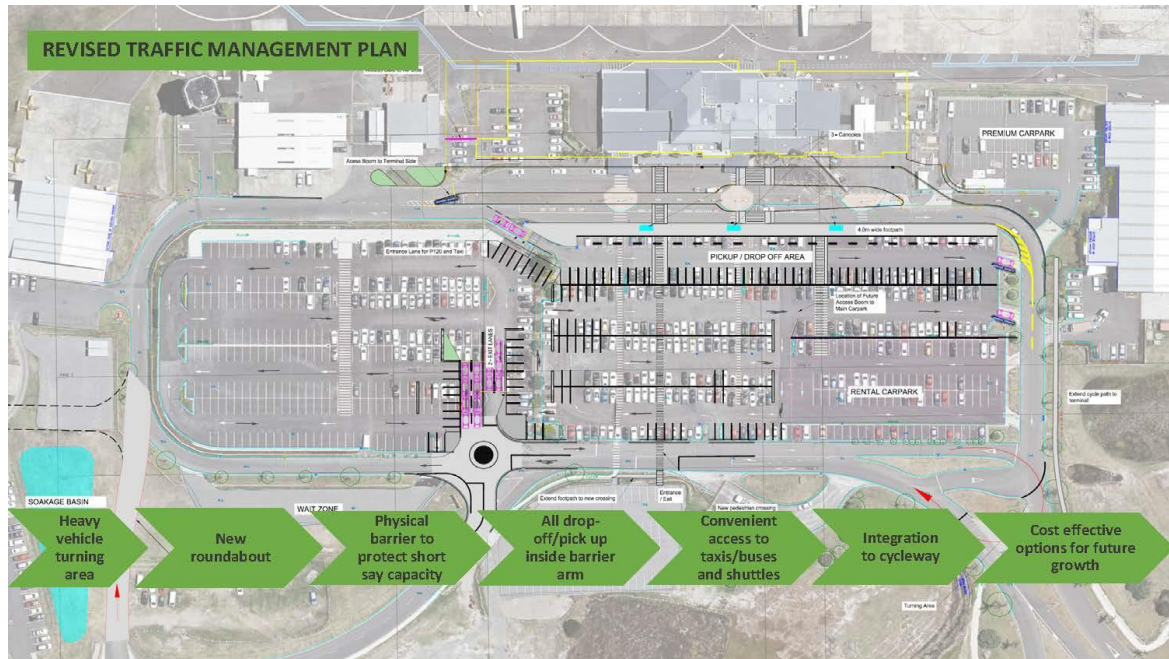 REVISED TRAFFIC MANAGEMENT PLAN
PREMIUM CARPARK
3 = Canopies
Acess Boom to Terminal Side
4.0m wide footpath
Entrance Lane for P120 and Taxi
PICKUP / DROP OFF AREA
Location of Future
Access Boom to
Main Carpark
2 = EXIT LANES
RENTAL CARPARK
Extend cycle path to
terminal
SOAKAGE BASIN
WAIT ZONE
Extend footpath to new crossing
Entrance
/ Exit
New pedestrian crossing
Heavy
vehicle
turning
area
New
roundabout
Physical
barrier to
protect short
say capacity
All drop-
off/pick up
inside barrier
arm
Convenient
access to
taxis/buses
and shuttles
Integration
to cycleway
Cost effective
options for future
growth
Turning Area